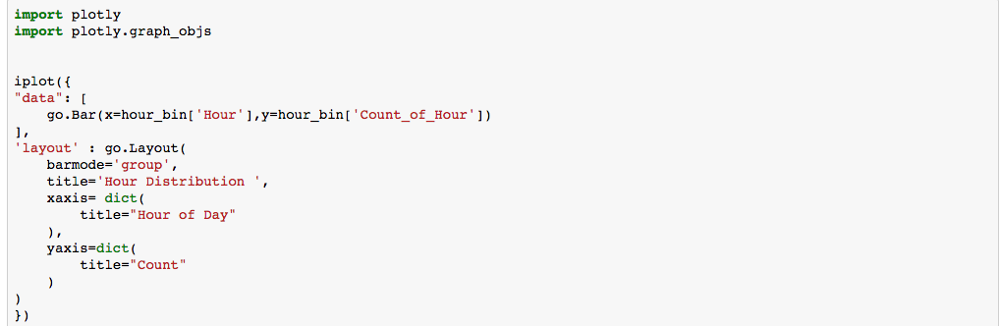 import plotly
import plotly.graph_objs
iplot({
"data": [
    go.Bar(x=hour_bin['Hour'],y=hour_bin['Count_of_Hour'])
],
'layout' : go.Layout(
    barmode='group',
    title='Hour Distribution ',
    xaxis= dict(
        title="Hour of Day"
    ),
    yaxis=dict(
        title="Count"
    )
)
})